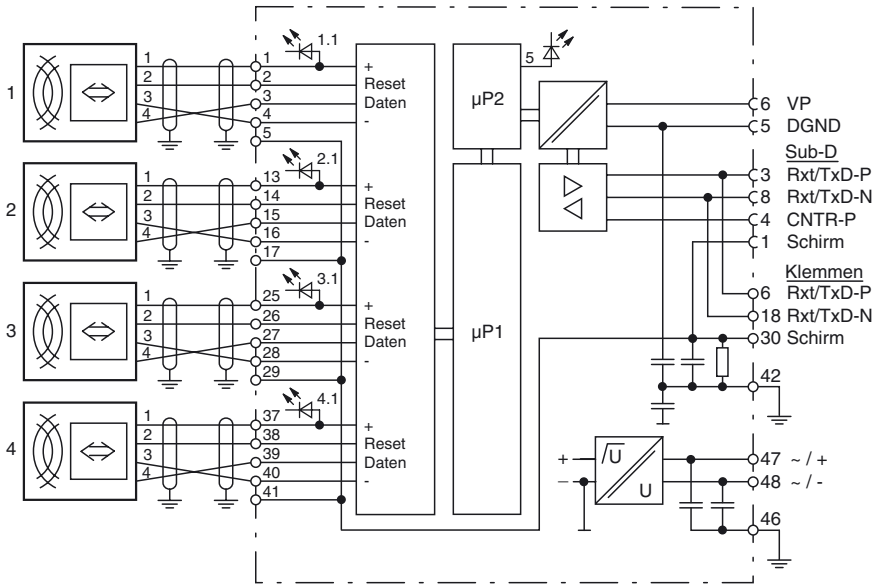 1
1
2
3
4
1
2
3
4
5
1.1
+
Reset
Daten
-
2
1
2
3
4
13
14
15
16
17
2.1
+
Reset
Daten
-
3
1
2
3
4
25
26
27
28
29
3.1
+
Reset
Daten
-
4
1
2
3
4
37
38
39
40
41
4.1
+
Reset
Daten
-
µP2
5
µP1
6 VP
5 DGND
Sub-D
3 Rxt/TxD-P
8 Rxt/TxD-N
4 CNTR-P
1 Schirm
Klemmen
6 Rxt/TxD-P
18 Rxt/TxD-N
30 Schirm
42
+
−
√U
U
47 ~ / +
48 ~ / -
46